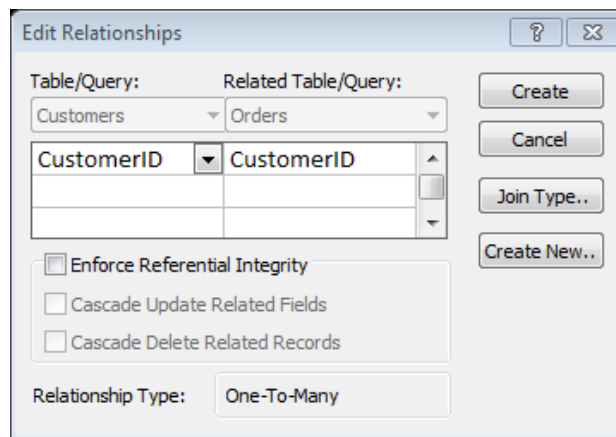 Edit Relationships
?
Table/Query: Related Table/Query:
Customers Orders
CustomerID CustomerID
Enforce Referential Integrity
Cascade Update Related Fields
Cascade Delete Related Records
Relationship Type: One-To-Many
Create
Cancel
Join Type..
Create New..